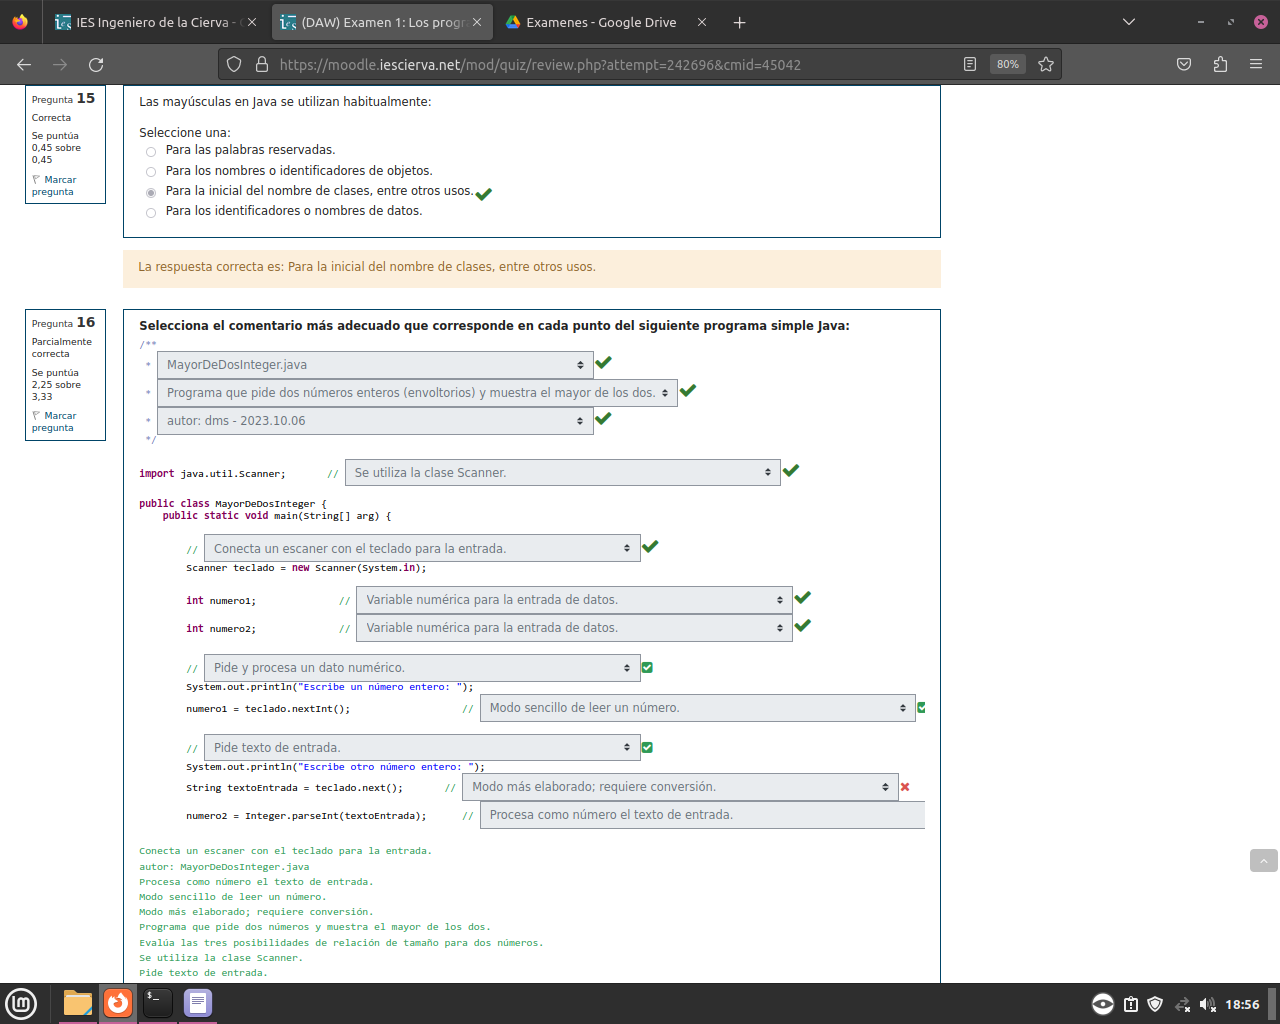 IES Ingeniero de la Cierva -
(DAW) Examen 1: Los progr
Examenes - Google Drive
https://moodle.iescierva.net/mod/quiz/review.php?attempt=242696&cmid=45042
80%
Pregunta 15
Correcta
Se puntúa
0,45 sobre
0,45
Marcar
pregunta
Las mayúsculas en Java se utilizan habitualmente:
Seleccione una:
Para las palabras reservadas.
Para los nombres o identificadores de objetos.
Para la inicial del nombre de clases, entre otros usos.
Para los identificadores o nombres de datos.
La respuesta correcta es: Para la inicial del nombre de clases, entre otros usos.
Pregunta 16
Parcialmente
correcta
Se puntúa
2,25 sobre
3,33
Marcar
pregunta
Selecciona el comentario más adecuado que corresponde en cada punto del siguiente programa simple Java:
/**
* MayorDeDosInteger.java
* Programa que pide dos números enteros (envoltorios) y muestra el mayor de los dos.
* autor: dms - 2023.10.06
*/
import java.util.Scanner; // Se utiliza la clase Scanner.
public class MayorDeDosInteger {
public static void main(String[] arg) {
// Conecta un escaner con el teclado para la entrada.
Scanner teclado = new Scanner(System.in);
int numero1; // Variable numérica para la entrada de datos.
int numero2; // Variable numérica para la entrada de datos.
// Pide y procesa un dato numérico.
System.out.println("Escribe un número entero: ");
numero1 = teclado.nextInt(); // Modo sencillo de leer un número.
// Pide texto de entrada.
System.out.println("Escribe otro número entero: ");
String textoEntrada = teclado.next(); // Modo más elaborado; requiere conversión.
numero2 = Integer.parseInt(textoEntrada); // Procesa como número el texto de entrada.
Conecta un escaner con el teclado para la entrada.
autor: MayorDeDosInteger.java
Procesa como número el texto de entrada.
Modo sencillo de leer un número.
Modo más elaborado; requiere conversión.
Programa que pide dos números y muestra el mayor de los dos.
Evalúa las tres posibilidades de relación de tamaño para dos números.
Se utiliza la clase Scanner.
Pide texto de entrada.
18:56